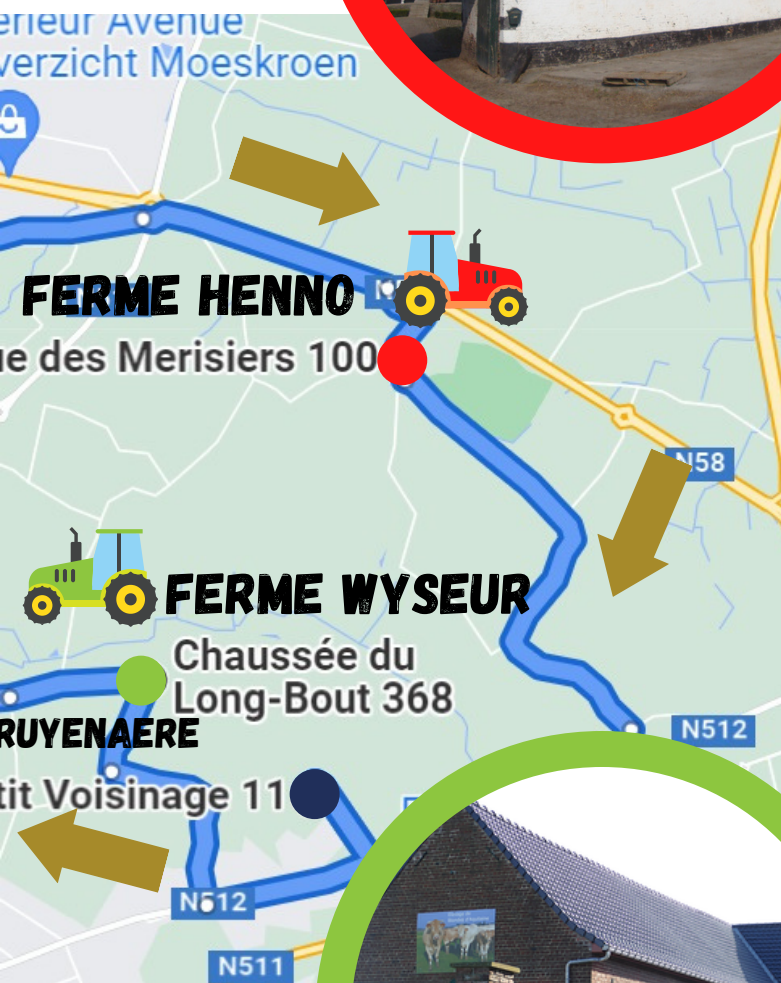 erieur Avenue
verzicht Moeskroen
FERME HENNO
ue des Merisiers 100
N58
FERME WYSEUR
Chaussée du
Long-Bout 368
N512
RUYENAERE
tit Voisinage 11
N512
N511